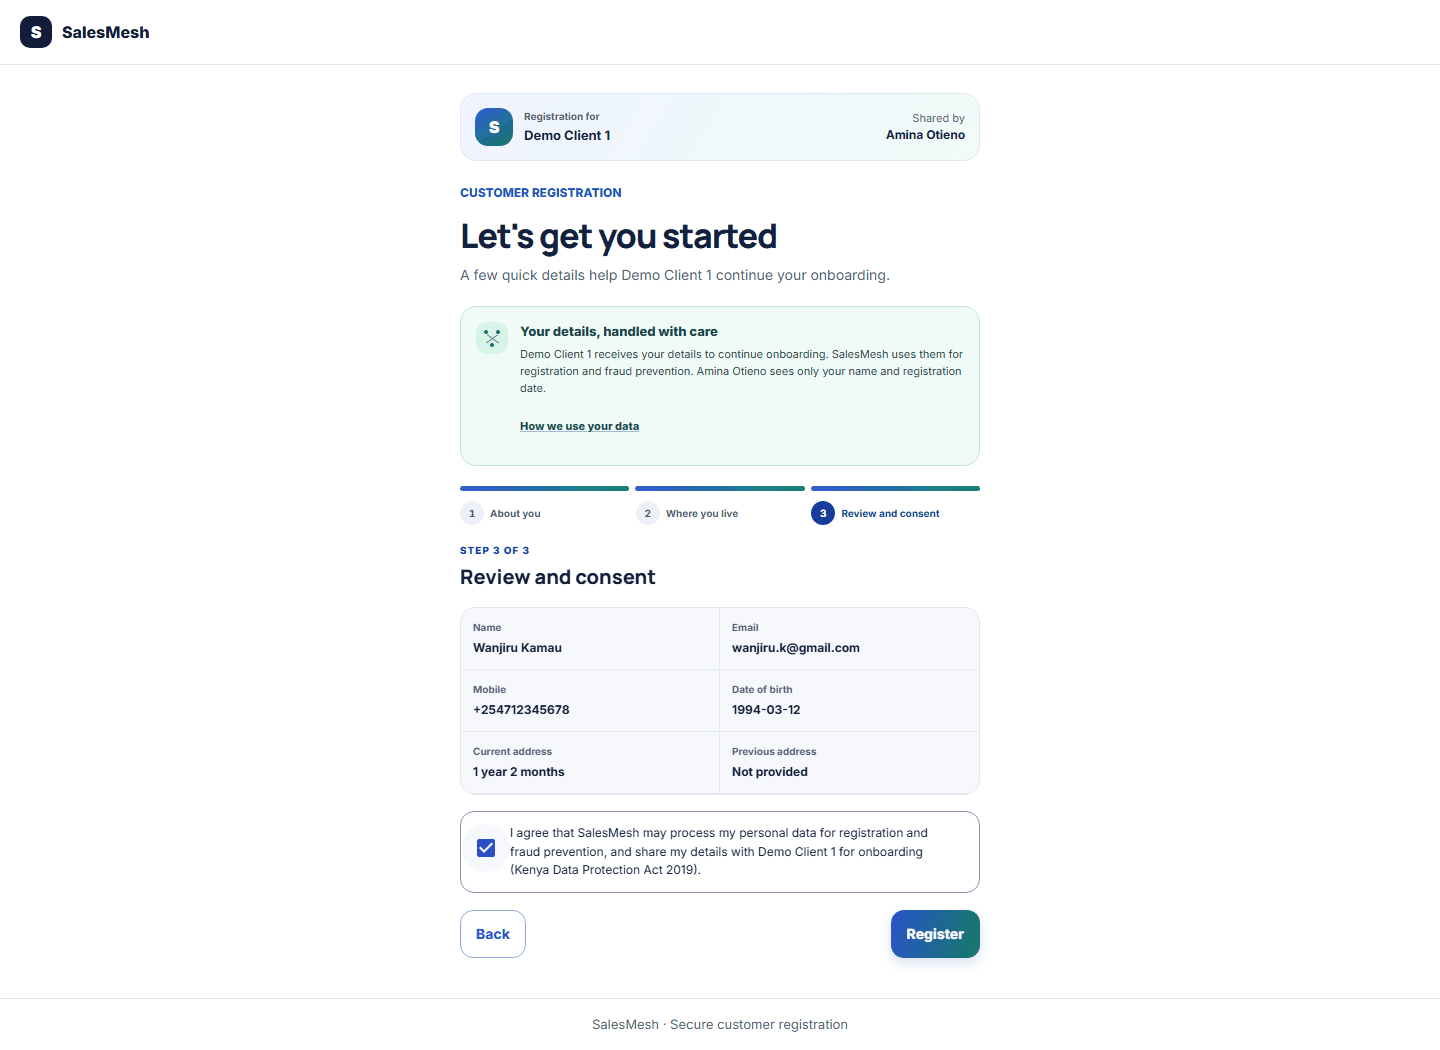 S
SalesMesh
S
Registration for
Demo Client 1
Shared by
Amina Otieno
CUSTOMER REGISTRATION
Let's get you started
A few quick details help Demo Client 1 continue your onboarding.
Your details, handled with care
Demo Client 1 receives your details to continue onboarding. SalesMesh uses them for
registration and fraud prevention. Amina Otieno sees only your name and registration
date.
How we use your data
1 About you
2 Where you live
3 Review and consent
STEP 3 OF 3
Review and consent
Name
Wanjiru Kamau
Email
wanjiru.k@gmail.com
Mobile
+254712345678
Date of birth
1994-03-12
Current address
1 year 2 months
Previous address
Not provided
I agree that SalesMesh may process my personal data for registration and
fraud prevention, and share my details with Demo Client 1 for onboarding
(Kenya Data Protection Act 2019).
Back
Register
SalesMesh · Secure customer registration